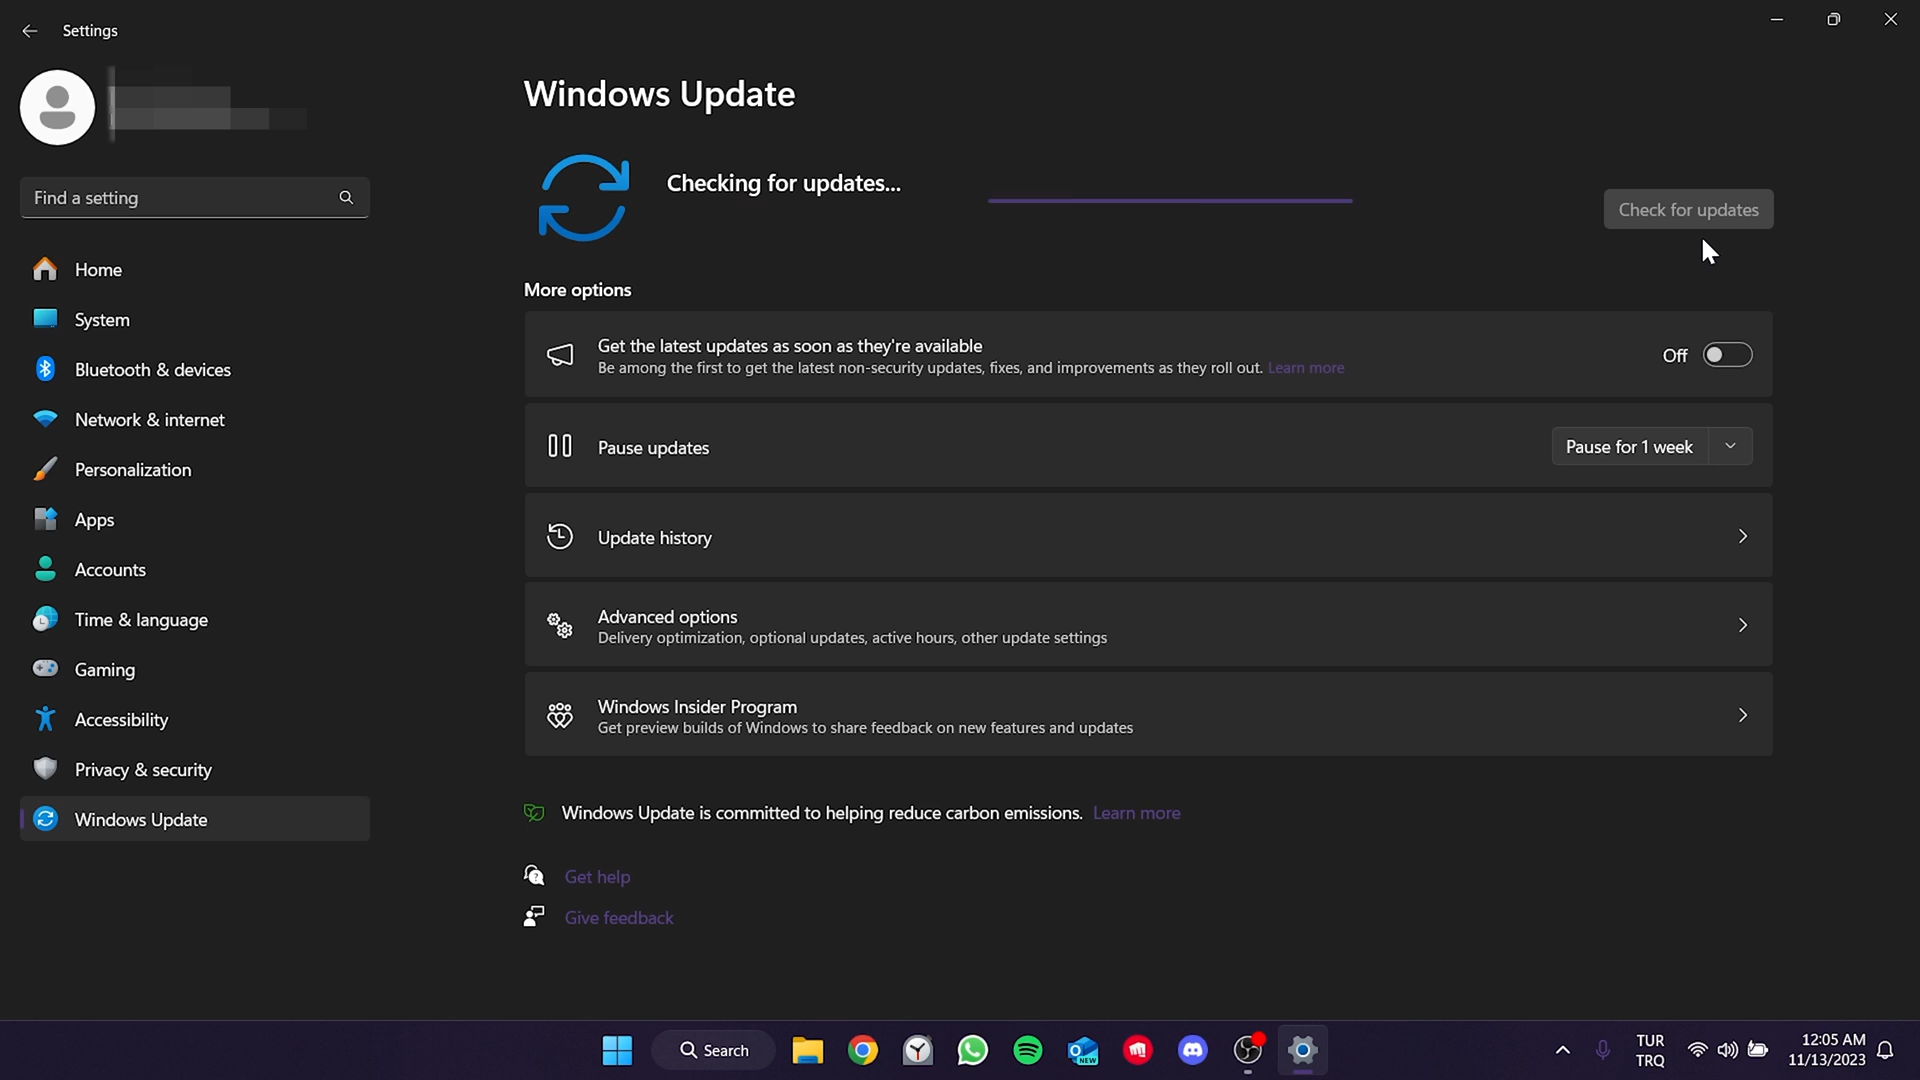 Settings
Find a setting
Home
System
Bluetooth & devices
Network & internet
Personalization
Apps
Accounts
Time & language
Gaming
Accessibility
Privacy & security
Windows Update
Windows Update
Checking for updates...
Check for updates
More options
Get the latest updates as soon as they're available
Be among the first to get the latest non-security updates, fixes, and improvements as they roll out. Learn more
Off
Pause updates
Pause for 1 week
Update history
Advanced options
Delivery optimization, optional updates, active hours, other update settings
Windows Insider Program
Get preview builds of Windows to share feedback on new features and updates
Windows Update is committed to helping reduce carbon emissions. Learn more
Get help
Give feedback
Search
NEW
TUR
TRQ
12:05 AM
11/13/2023